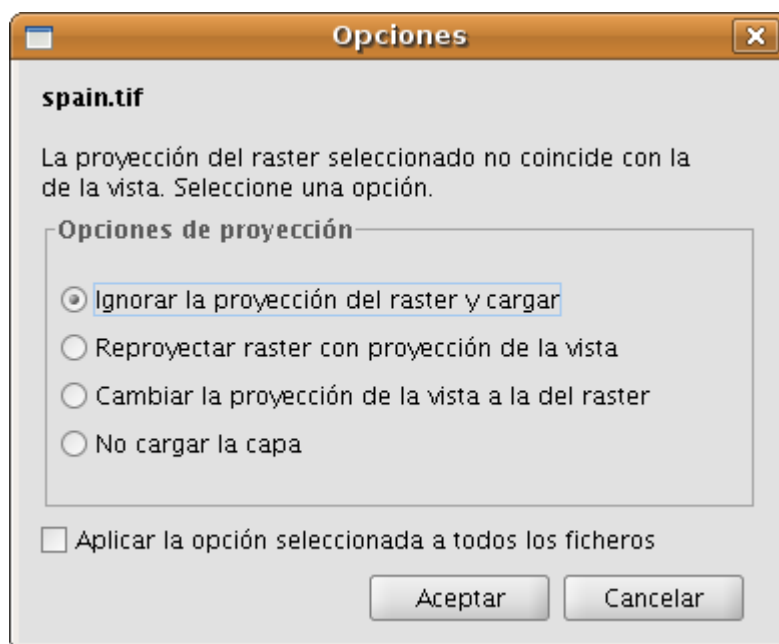 Opciones
spain.tif
La proyección del raster seleccionado no coincide con la
de la vista. Seleccione una opción.
Opciones de proyección
Ignorar la proyección del raster y cargar
Reproyectar raster con proyección de la vista
Cambiar la proyección de la vista a la del raster
No cargar la capa
Aplicar la opción seleccionada a todos los ficheros
Aceptar Cancelar